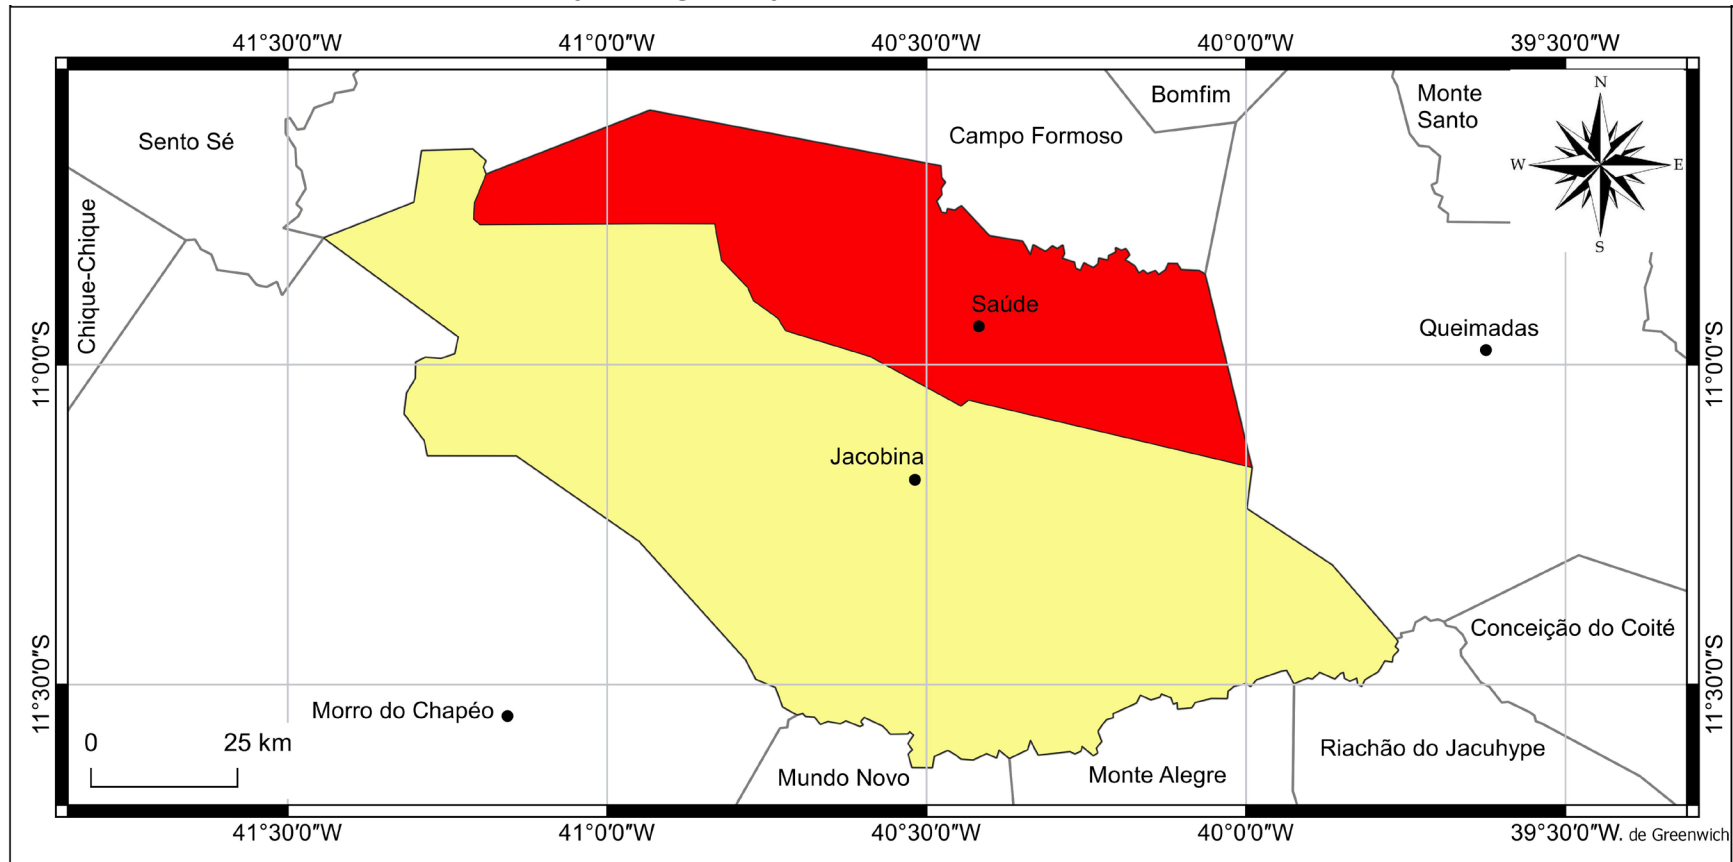 41°30'0"W
41°0'0"W
40°30'0"W
40°0'0"W
39°30'0"W
N
W
E
S
Bomfim
Monte
Santo
Sento Sé
Campo Formoso
Chique-Chique
Saúde
Queimadas
11°0'0"S
11°0'0"S
Jacobina
Conceição do Coité
11°30'0"S
11°30'0"S
Morro do Chapéo
0
25 km
Mundo Novo
Monte Alegre
Riachão do Jacuhype
41°30'0"W
41°0'0"W
40°30'0"W
40°0'0"W
39°30'0"W. de Greenwich